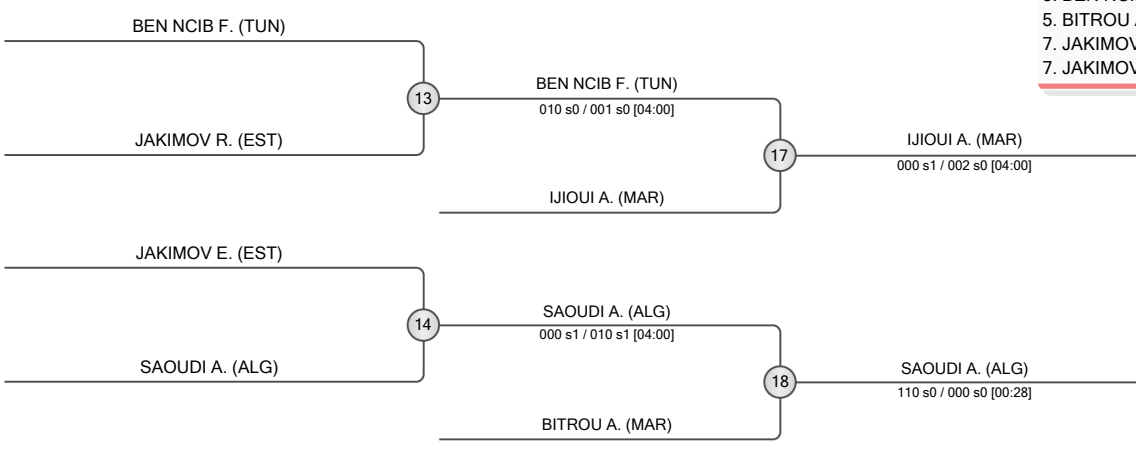 BEN NCIB F. (TUN)
5. BITROU
7. JAKIMOV
7. JAKIMOV
13
BEN NCIB F. (TUN)
010 s0 / 001 s0 [04:00]
JAKIMOV R. (EST)
17
IJIOUI A. (MAR)
000 s1 / 002 s0 [04:00]
IJIOUI A. (MAR)
JAKIMOV E. (EST)
14
SAOUDI A. (ALG)
000 s1 / 010 s1 [04:00]
SAOUDI A. (ALG)
18
SAOUDI A. (ALG)
110 s0 / 000 s0 [00:28]
BITROU A. (MAR)